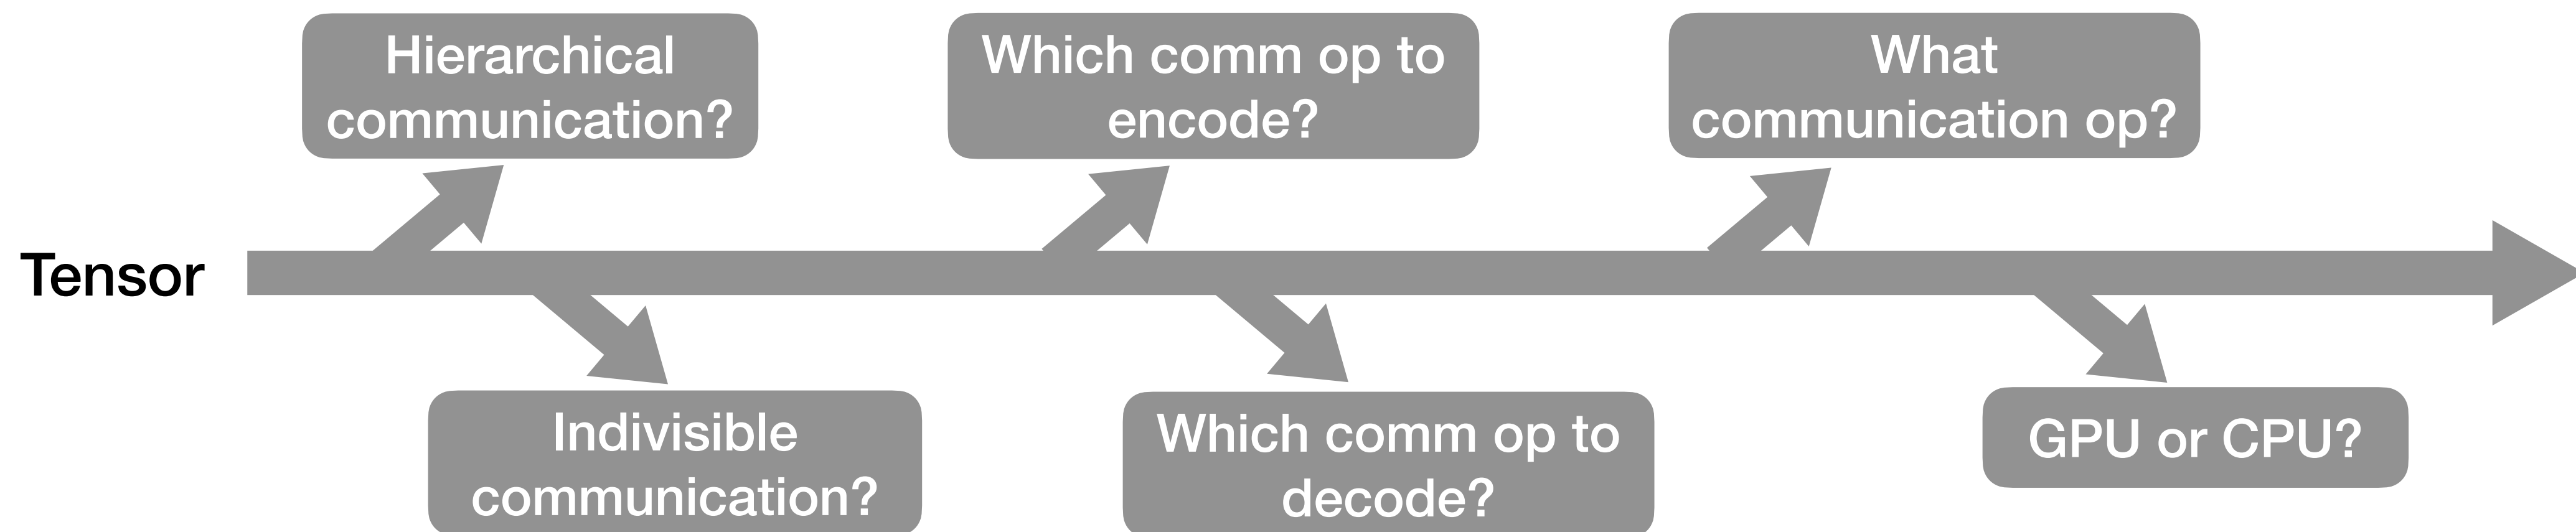 Hierarchical
communication?
Which comm op to
encode?
What
communication op?
Tensor
Indivisible
communication?
Which comm op to
decode?
GPU or CPU?